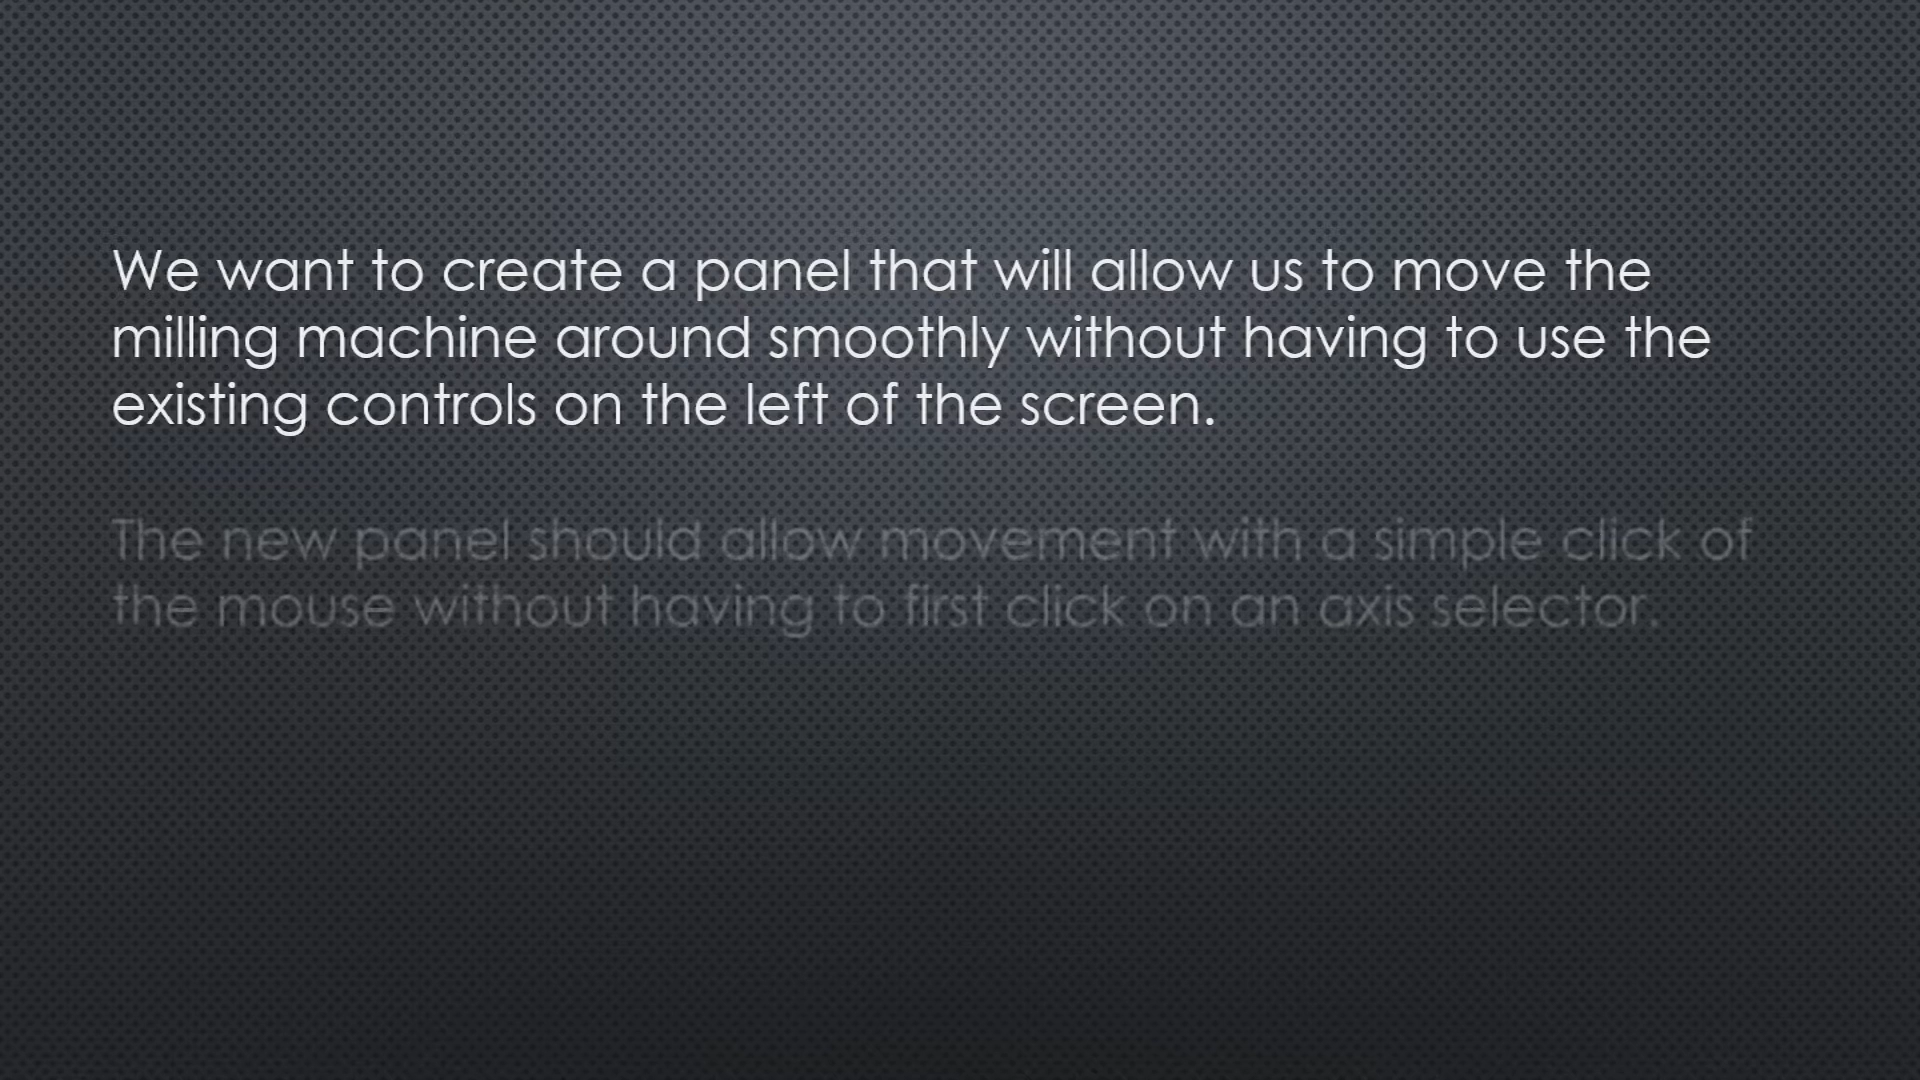 We want to create a panel that will allow us to move the
milling machine around smoothly without having to use the
existing controls on the left of the screen.
The new panel should allow movement with a simple click of
the mouse without having to first click on an axis selector.